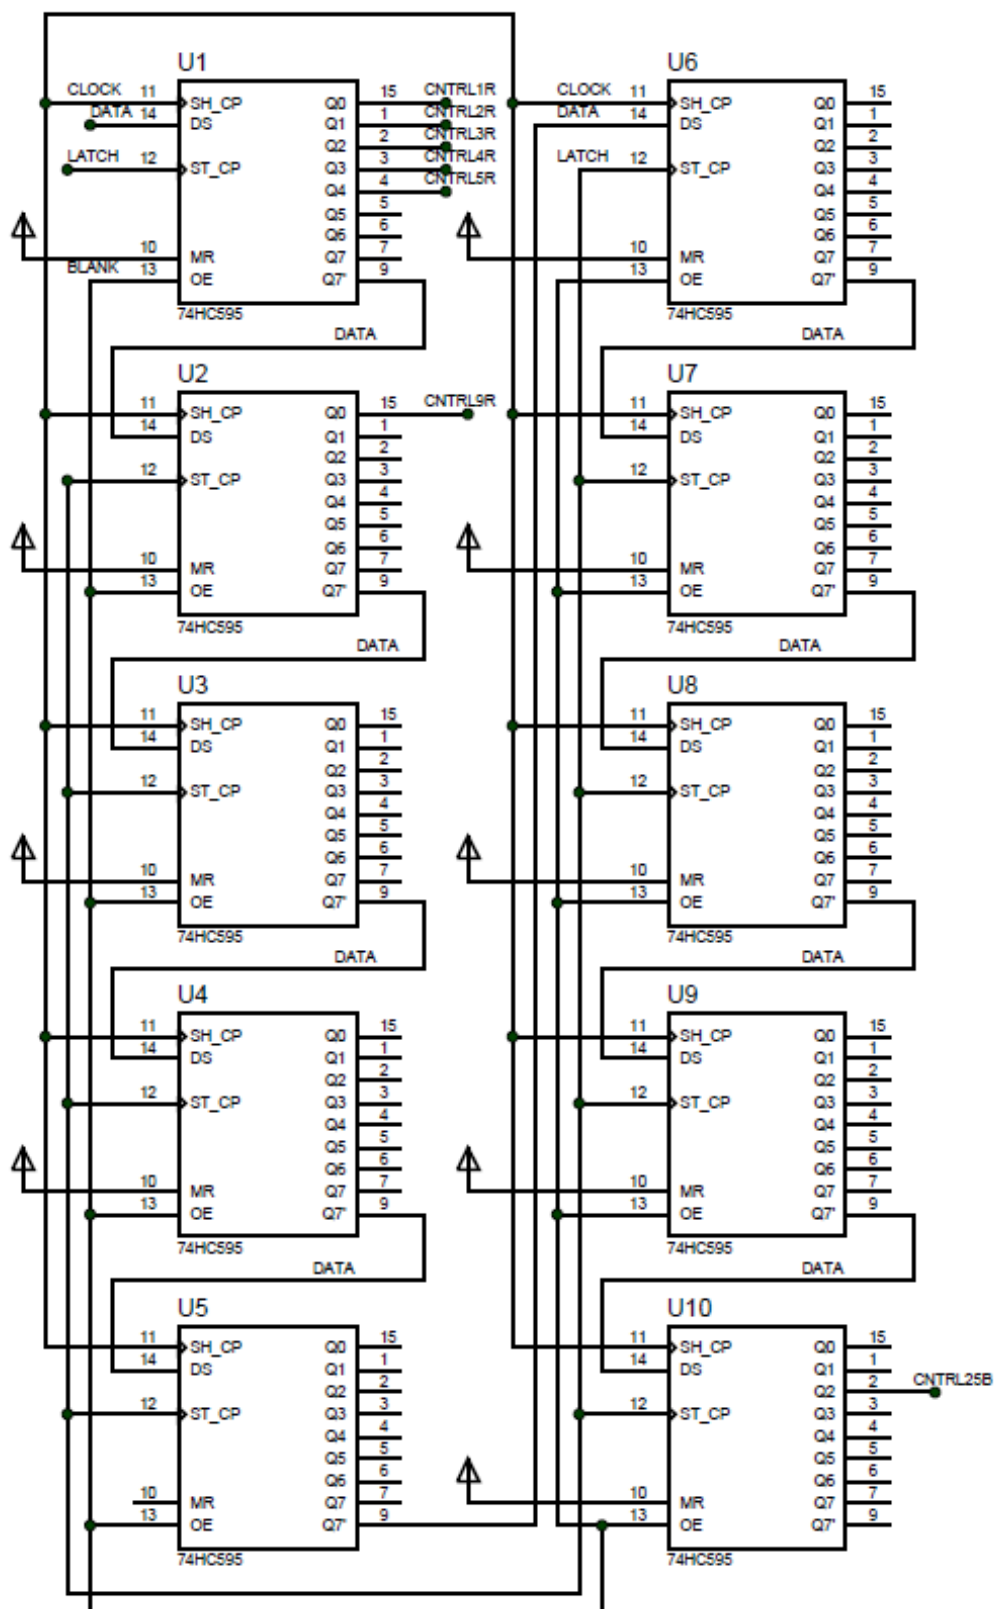 U1
CLOCK 11 SH_CP Q0 15 CNTRL1R
DATA 14 DS Q1 1 CNTRL2R
Q2 2 CNTRL3R
LATCH 12 ST_CP Q3 3 CNTRL4R
Q4 4 CNTRL5R
Q5 5
Q6 6
10 MR Q7 7
BLANK 13 OE Q7' 9
74HC595
DATA
U2
11 SH_CP Q0 15 CNTRL9R
14 DS Q1 1
Q2 2
12 ST_CP Q3 3
Q4 4
Q5 5
Q6 6
10 MR Q7 7
13 OE Q7' 9
74HC595
DATA
U3
11 SH_CP Q0 15
14 DS Q1 1
Q2 2
12 ST_CP Q3 3
Q4 4
Q5 5
Q6 6
10 MR Q7 7
13 OE Q7' 9
74HC595
DATA
U4
11 SH_CP Q0 15
14 DS Q1 1
Q2 2
12 ST_CP Q3 3
Q4 4
Q5 5
Q6 6
10 MR Q7 7
13 OE Q7' 9
74HC595
DATA
U5
11 SH_CP Q0 15
14 DS Q1 1
Q2 2
12 ST_CP Q3 3
Q4 4
Q5 5
Q6 6
10 MR Q7 7
13 OE Q7' 9
74HC595
U6
CLOCK 11 SH_CP Q0 15
DATA 14 DS Q1 1
Q2 2
LATCH 12 ST_CP Q3 3
Q4 4
Q5 5
Q6 6
10 MR Q7 7
13 OE Q7' 9
74HC595
DATA
U7
11 SH_CP Q0 15
14 DS Q1 1
Q2 2
12 ST_CP Q3 3
Q4 4
Q5 5
Q6 6
10 MR Q7 7
13 OE Q7' 9
74HC595
DATA
U8
11 SH_CP Q0 15
14 DS Q1 1
Q2 2
12 ST_CP Q3 3
Q4 4
Q5 5
Q6 6
10 MR Q7 7
13 OE Q7' 9
74HC595
DATA
U9
11 SH_CP Q0 15
14 DS Q1 1
Q2 2
12 ST_CP Q3 3
Q4 4
Q5 5
Q6 6
10 MR Q7 7
13 OE Q7' 9
74HC595
DATA
U10
11 SH_CP Q0 15
14 DS Q1 1
Q2 2 CNTRL25B
12 ST_CP Q3 3
Q4 4
Q5 5
Q6 6
10 MR Q7 7
13 OE Q7' 9
74HC595